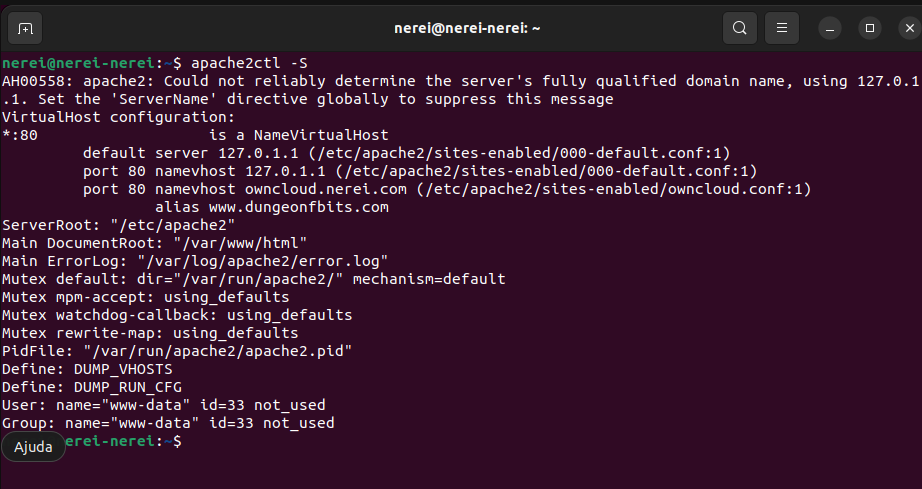 nerei@nerei-nerei: ~
nerei@nerei-nerei:~$ apache2ctl -S
AH00558: apache2: Could not reliably determine the server's fully qualified domain name, using 127.0.1
.1. Set the 'ServerName' directive globally to suppress this message
VirtualHost configuration:
*:80                   is a NameVirtualHost
         default server 127.0.1.1 (/etc/apache2/sites-enabled/000-default.conf:1)
         port 80 namevhost 127.0.1.1 (/etc/apache2/sites-enabled/000-default.conf:1)
         port 80 namevhost owncloud.nerei.com (/etc/apache2/sites-enabled/owncloud.conf:1)
                 alias www.dungeonfbits.com
ServerRoot: "/etc/apache2"
Main DocumentRoot: "/var/www/html"
Main ErrorLog: "/var/log/apache2/error.log"
Mutex default: dir="/var/run/apache2/" mechanism=default
Mutex mpm-accept: using_defaults
Mutex watchdog-callback: using_defaults
Mutex rewrite-map: using_defaults
PidFile: "/var/run/apache2/apache2.pid"
Define: DUMP_VHOSTS
Define: DUMP_RUN_CFG
User: name="www-data" id=33 not_used
Group: name="www-data" id=33 not_used
Ajuda erei-nerei:~$